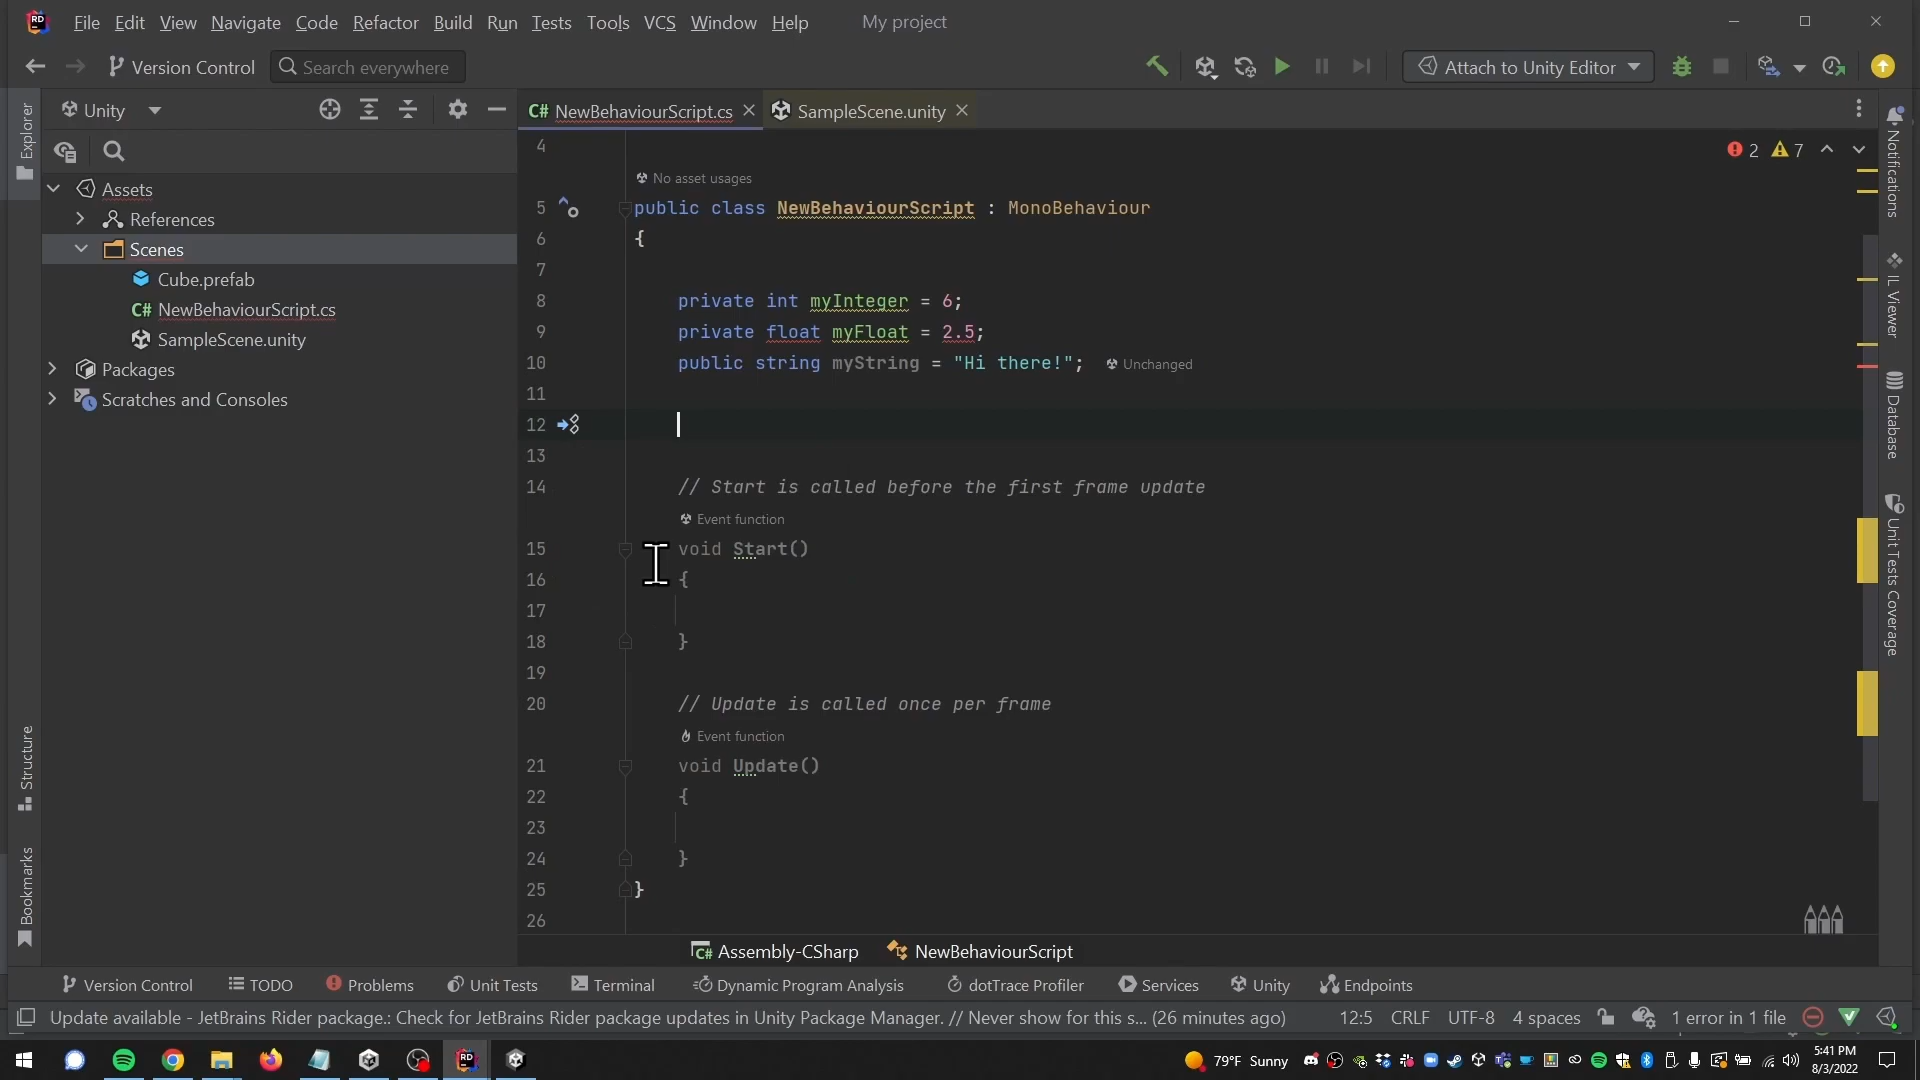 File Edit View Navigate Code Refactor Build Run Tests Tools VCS Window Help My project
Version Control Search everywhere Attach to Unity Editor
Explorer
Unity
NewBehaviourScript.cs SampleScene.unity
Notifications
IL Viewer
Database
Unit Tests Coverage
Assets
References
Scenes
Cube.prefab
C# NewBehaviourScript.cs
SampleScene.unity
Packages
Scratches and Consoles
Structure
Bookmarks
2 7
4
No asset usages
5 public class NewBehaviourScript : MonoBehaviour
6 {
7
8 private int myInteger = 6;
9 private float myFloat = 2.5;
10 public string myString = "Hi there!"; Unchanged
11
12
13
14 // Start is called before the first frame update
Event function
15 void Start()
16 {
17
18 }
19
20 // Update is called once per frame
Event function
21 void Update()
22 {
23
24 }
25 }
26
Assembly-CSharp NewBehaviourScript
Version Control TODO Problems Unit Tests Terminal Dynamic Program Analysis dotTrace Profiler Services Unity Endpoints
Update available - JetBrains Rider package.: Check for JetBrains Rider package updates in Unity Package Manager. // Never show for this s... (26 minutes ago) 12:5 CRLF UTF-8 4 spaces 1 error in 1 file
79°F Sunny
5:41 PM
8/3/2022